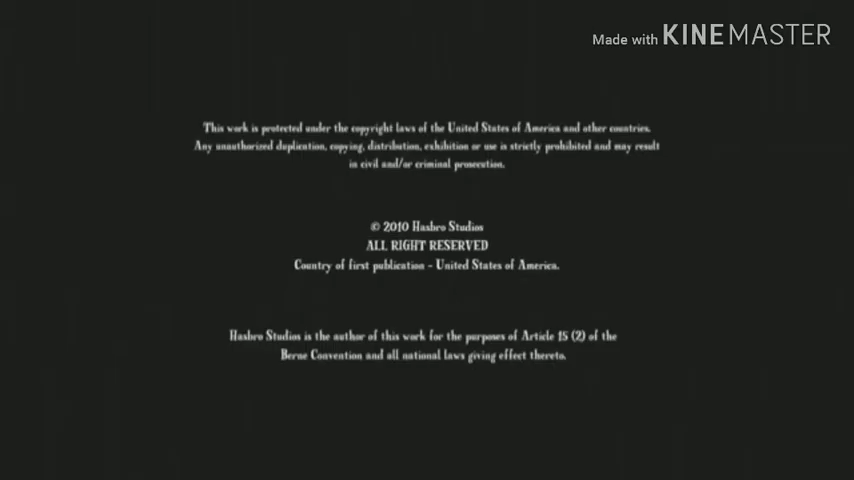 Made with KINEMASTER
This work is protected under the copyright laws of the United States of America and other countries.
Any unauthorized duplication, copying, distribution, exhibition or use is strictly prohibited and may result
in civil and/or criminal prosecution.
© 2010 Hasbro Studios
ALL RIGHT RESERVED
Country of first publication - United States of America.
Hasbro Studios is the author of this work for the purposes of Article 15 (2) of the
Berne Convention and all national laws giving effect thereto.